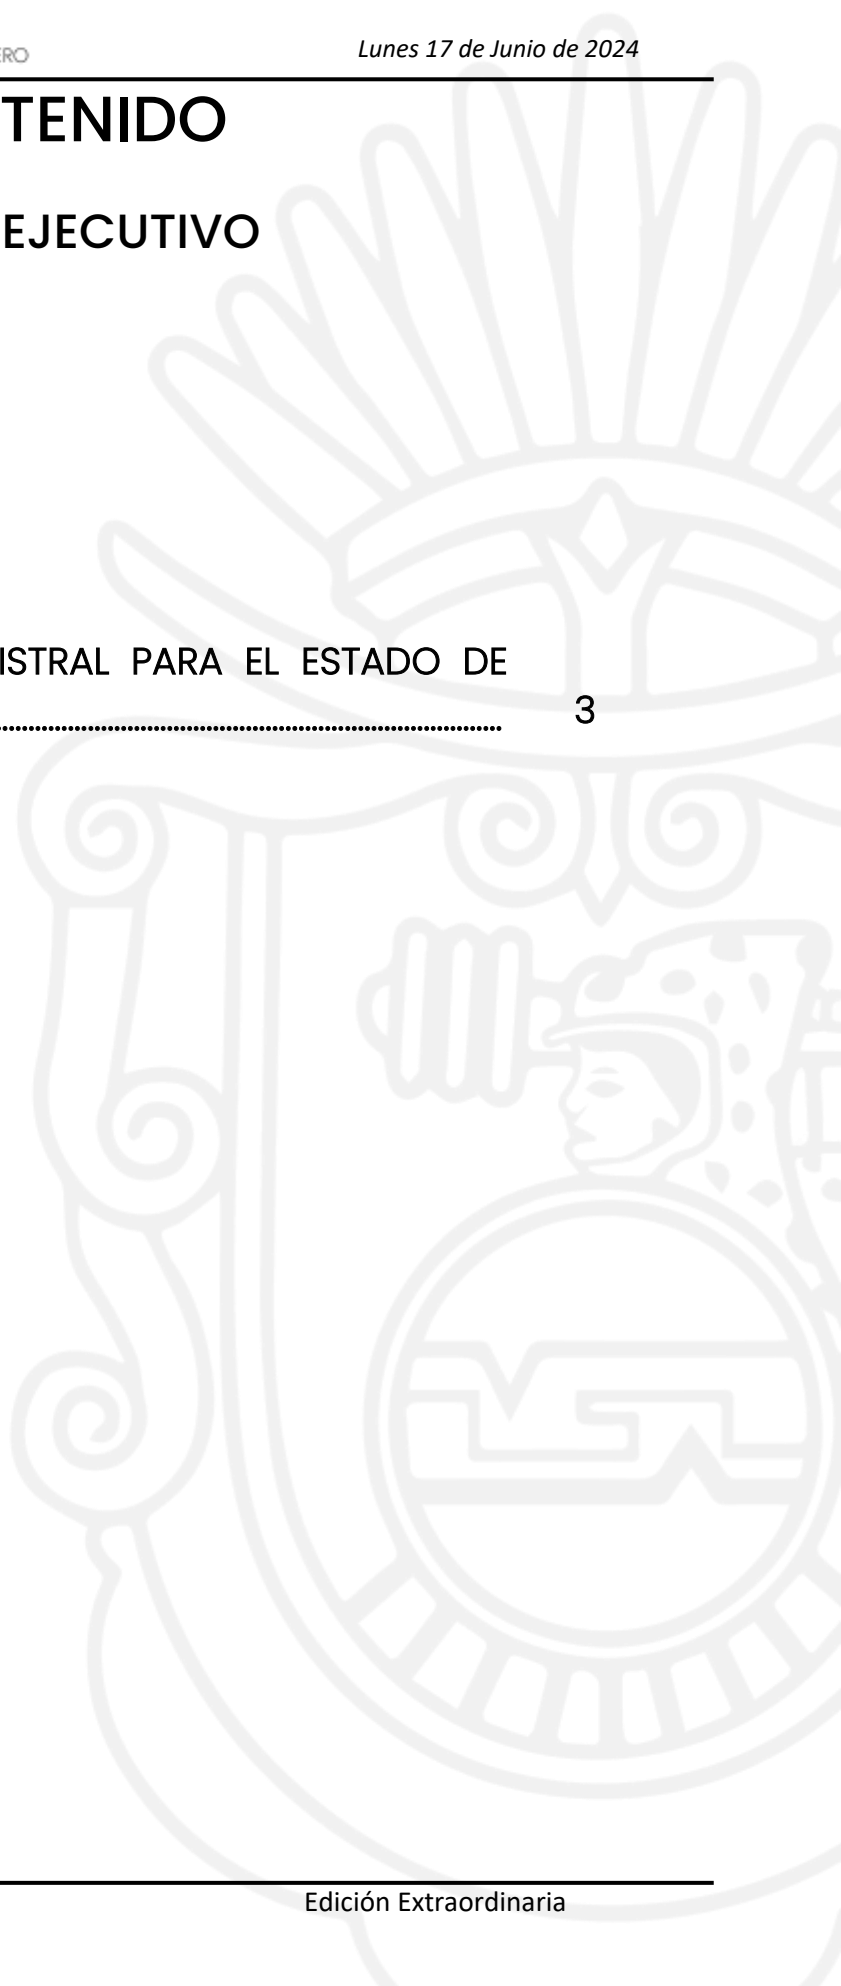 ERO
Lunes 17 de Junio de 2024
TENIDO
EJECUTIVO
ISTRAL PARA EL ESTADO DE
........................................................................ 3
Edición Extraordinaria